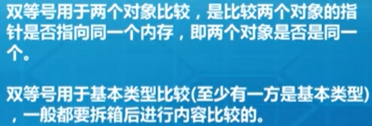 双等号用于两个对象比较，是比较两个对象的指
针是否指向同一个内存，即两个对象是否是同一
个。
双等号用于基本类型比较(至少有一方是基本类型)
，一般都要拆箱后进行内容比较的。